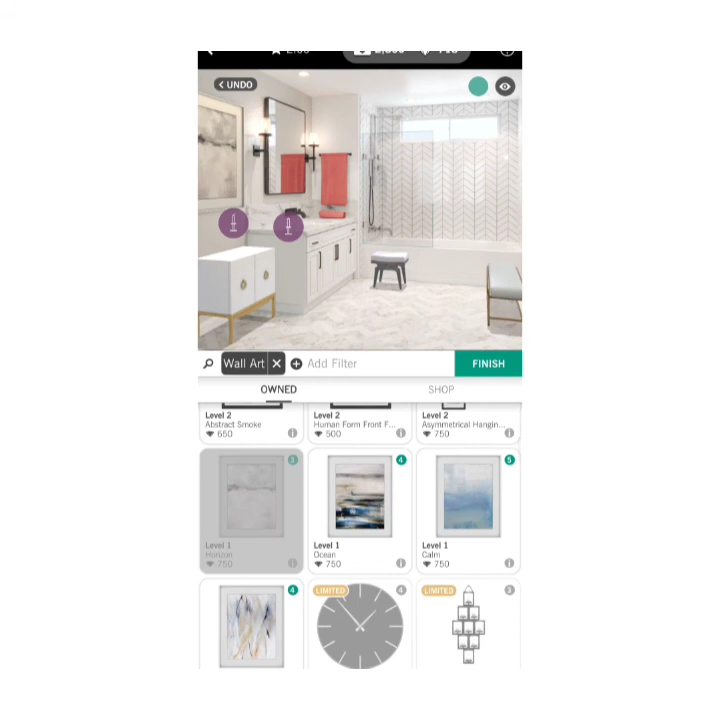 UNDO
Wall Art
Add Filter
FINISH
OWNED
SHOP
Level 2
Abstract Smoke
650
Level 2
Human Form Front F...
500
Level 2
Asymmetrical Hangin...
750
3
Level 1
Horizon
750
4
Level 1
Ocean
750
5
Level 1
Calm
750
4
LIMITED
4
LIMITED
3